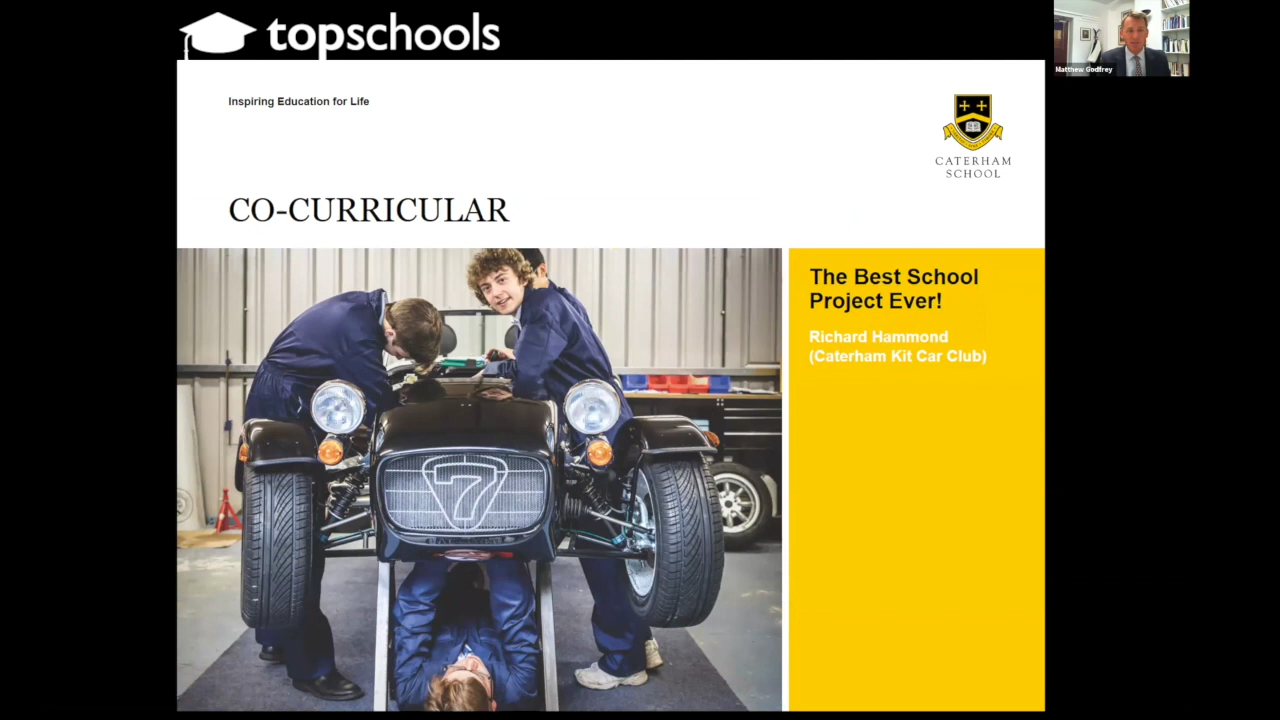 topschools
Matthew Godfrey
Inspiring Education for Life
CATERHAM
SCHOOL
CO-CURRICULAR
The Best School
Project Ever!
Richard Hammond
(Caterham Kit Car Club)
7